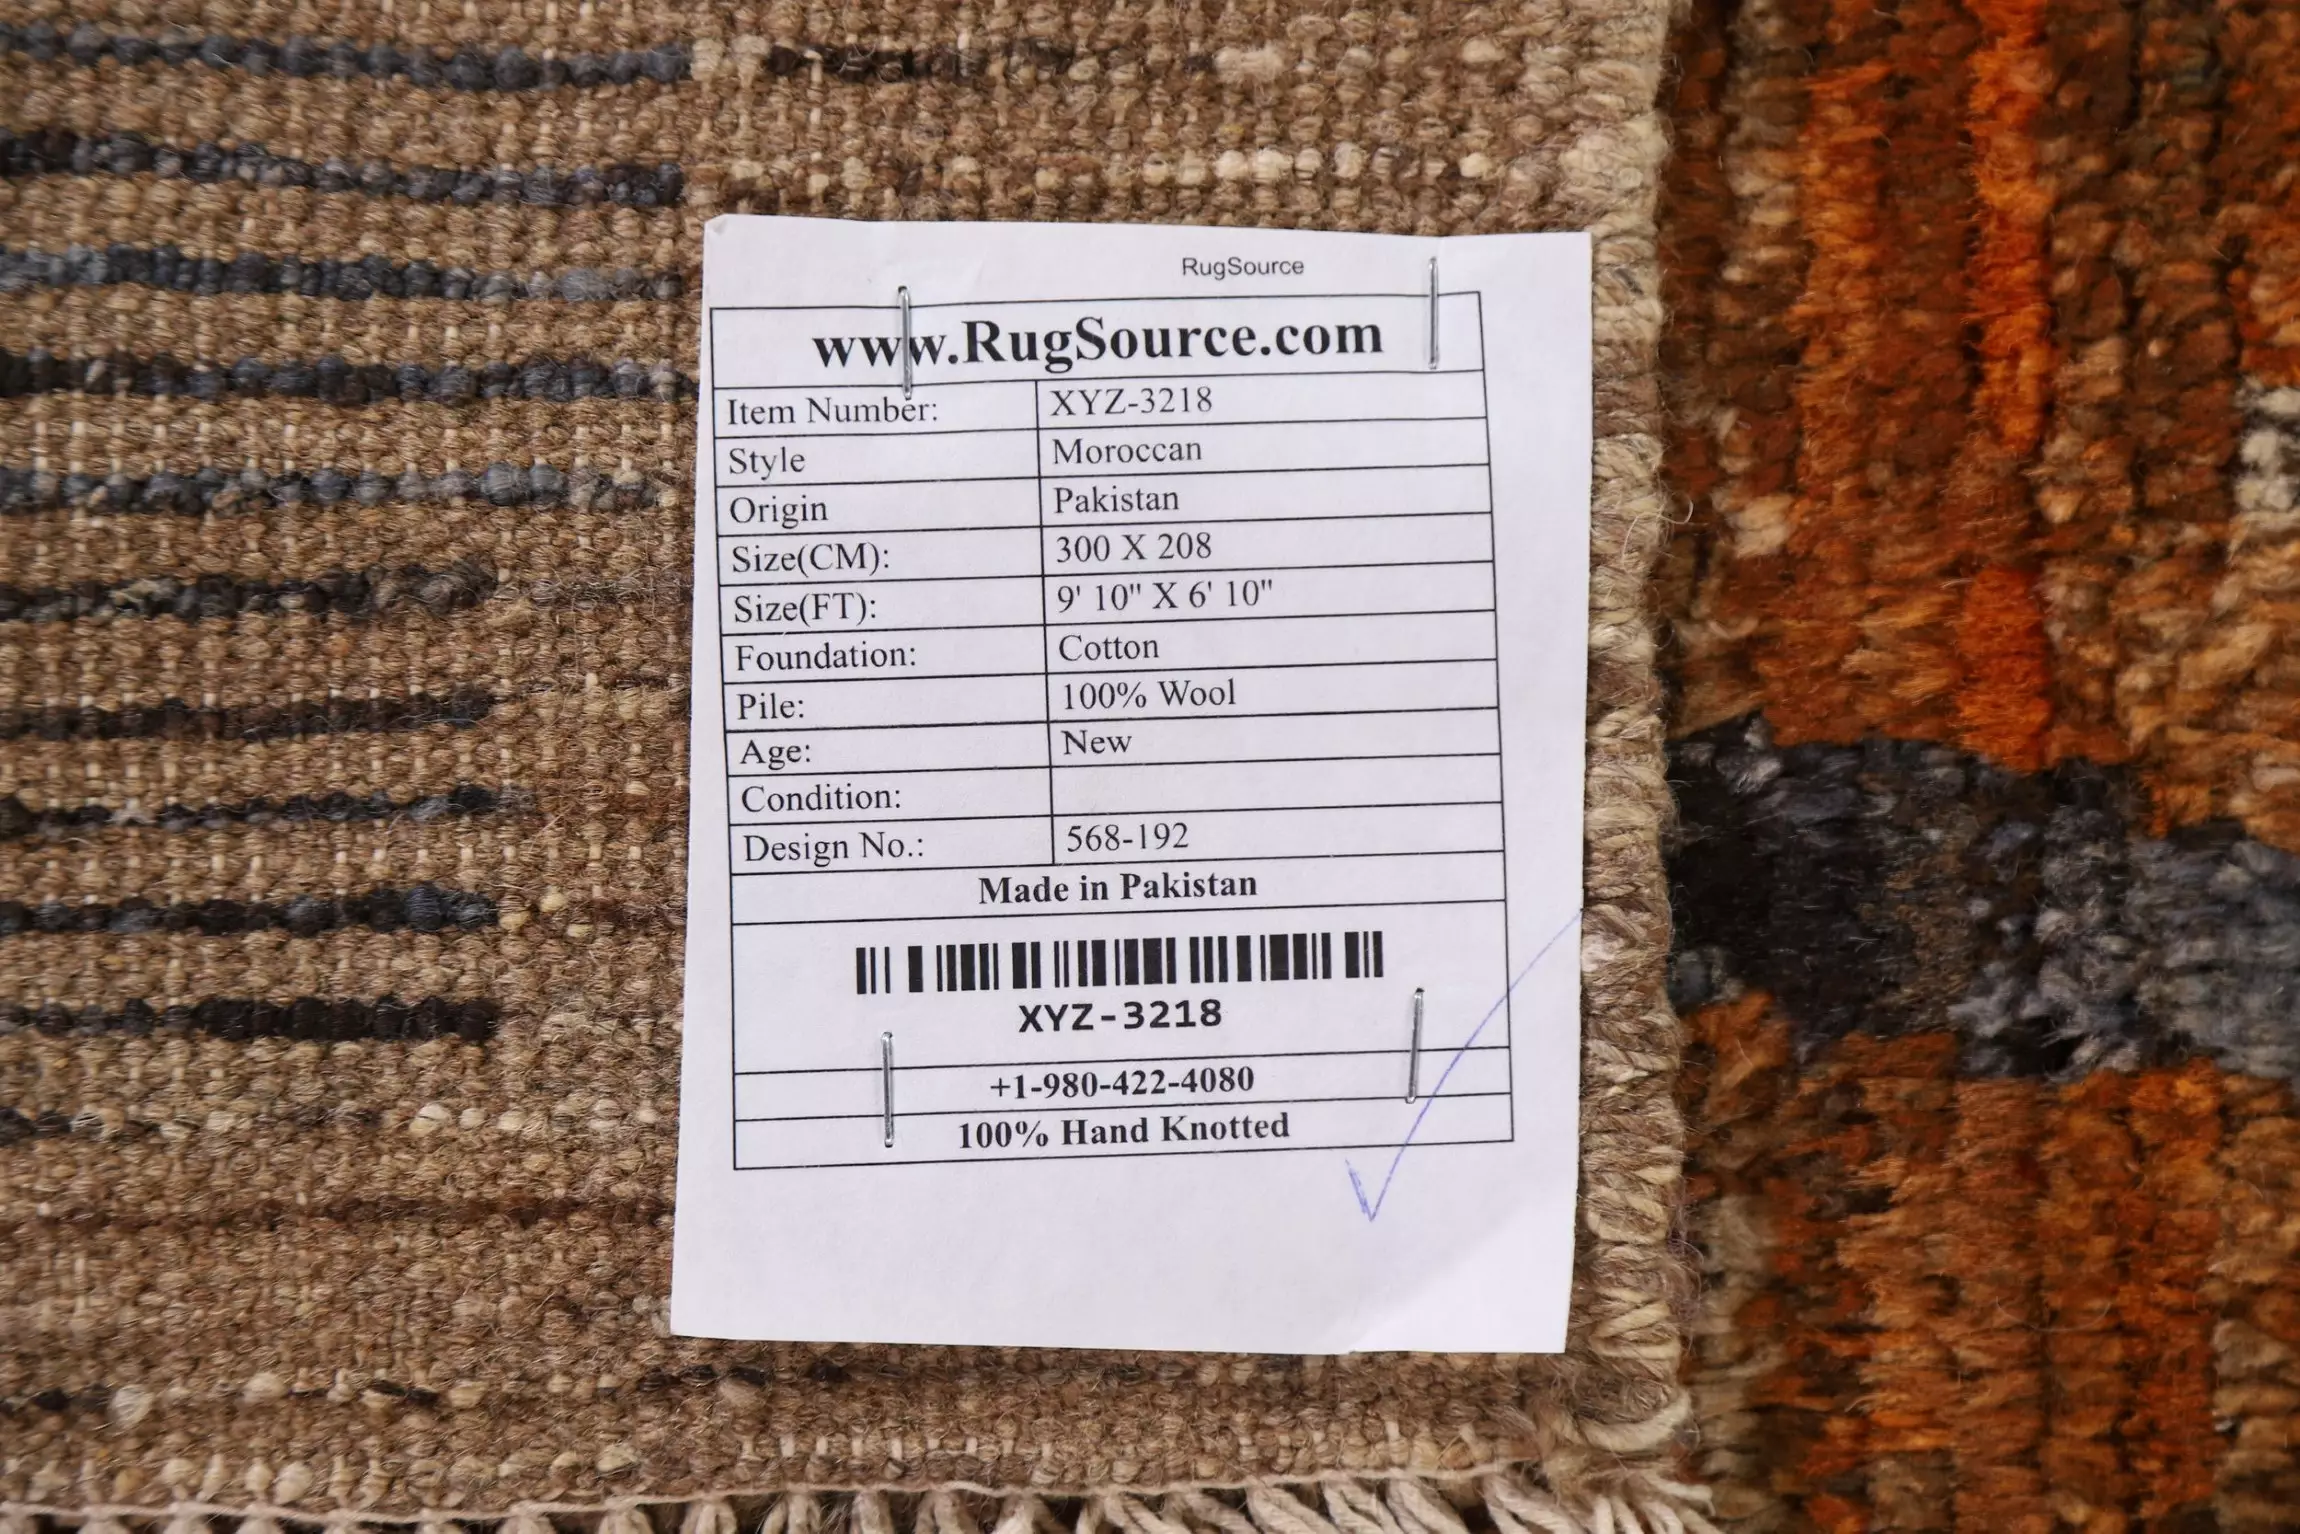 RugSource
www.RugSource.com
Item Number: XYZ-3218
Style Moroccan
Origin Pakistan
Size(CM): 300 X 208
Size(FT): 9' 10" X 6' 10"
Foundation: Cotton
Pile: 100% Wool
Age: New
Condition:
Design No.: 568-192
Made in Pakistan
XYZ-3218
+1-980-422-4080
100% Hand Knotted